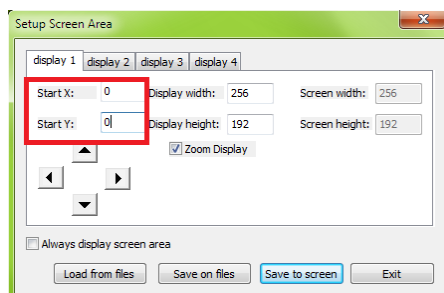 Setup Screen Area
display 1 display 2 display 3 display 4
Start X: 0 Display width: 256 Screen width: 256
Start Y: 0 Display height: 192 Screen height: 192
Zoom Display
Always display screen area
Load from files Save on files Save to screen Exit